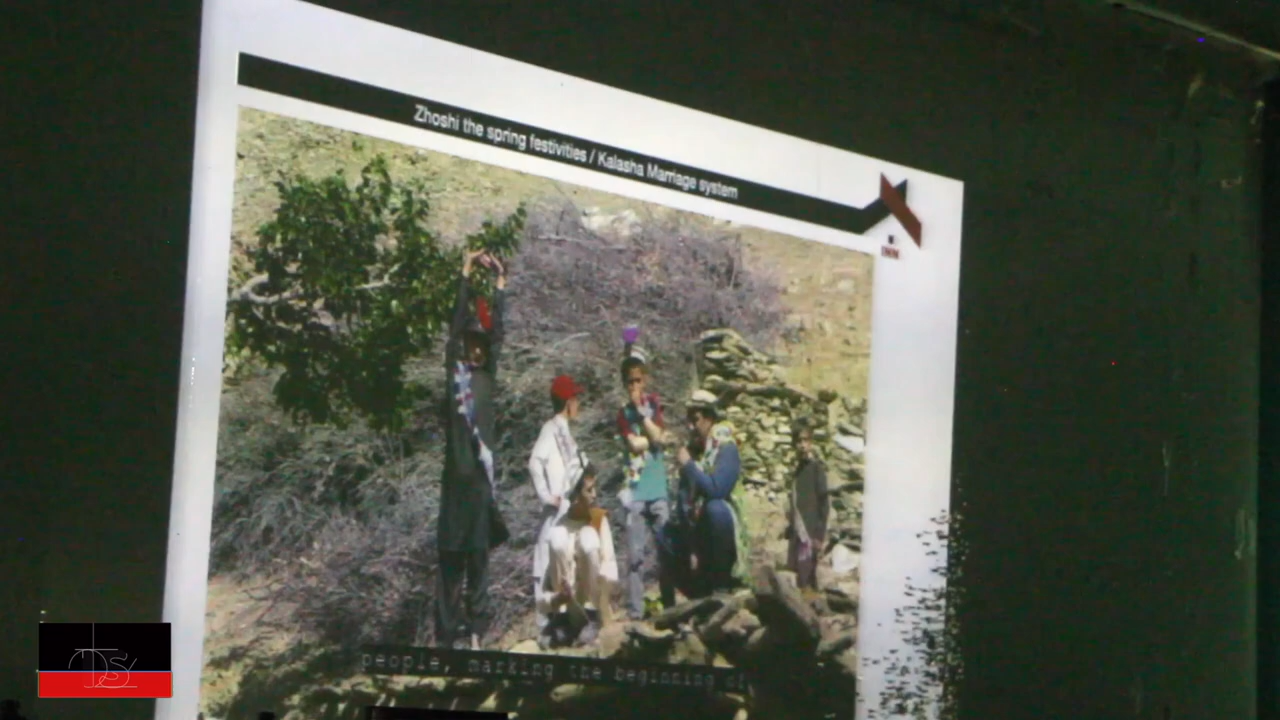 Zhoshi the spring festivities / Kalasha Marriage system
people, marking the beginning of